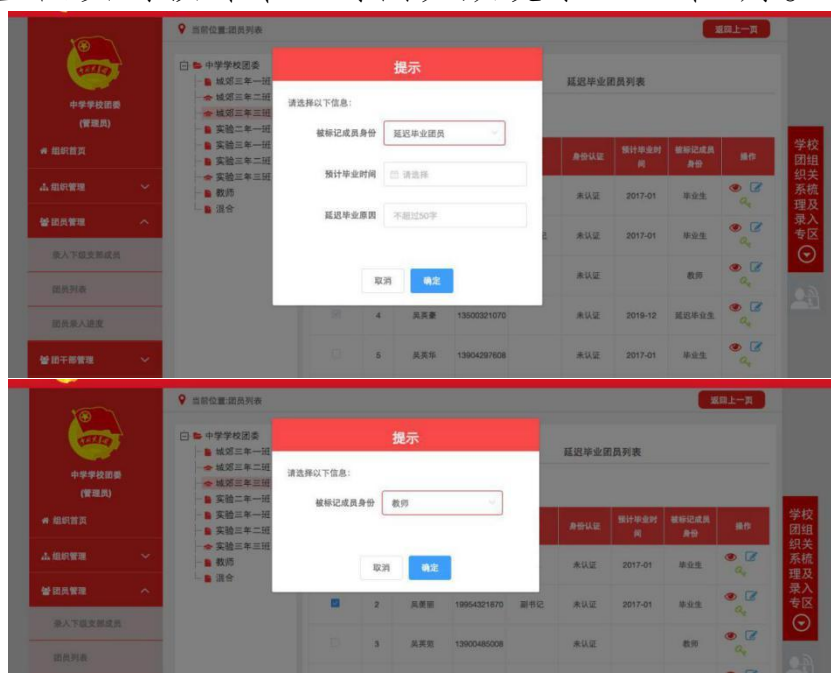 当前位置:团员列表
返回上一页
中学学校团委
(管理员)
组织首页
组织管理
团员管理
录入下级支部成员
团员列表
团员录入进度
团干部管理
中学学校团委
城郊三年一班
城郊三年二班
城郊三年三班
实验二年一班
实验三年一班
实验三年二班
实验三年三班
教师
混合
提示
请选择以下信息:
被标记成员身份 延迟毕业团员
预计毕业时间 请选择
延迟毕业原因 不超过50字
取消 确定
延迟毕业团员列表
身份认证 预计毕业时间 被标记成员身份 操作
未认证 2017-01 毕业生
未认证 2017-01 毕业生
未认证 教师
4 吴英豪 13500321070 未认证 2019-12 延迟毕业生
5 吴英华 13904297608 未认证 2017-01 毕业生
学校团组织关系统理及录入专区
当前位置:团员列表
返回上一页
中学学校团委
(管理员)
组织首页
组织管理
团员管理
录入下级支部成员
团员列表
中学学校团委
城郊三年一班
城郊三年二班
城郊三年三班
实验二年一班
实验三年一班
实验三年二班
实验三年三班
教师
混合
提示
请选择以下信息:
被标记成员身份 教师
取消 确定
延迟毕业团员列表
身份认证 预计毕业时间 被标记成员身份 操作
未认证 2017-01 毕业生
2 19954321670 副书记 未认证 2017-01 毕业生
3 13900485008 未认证 教师
学校团组织关系统理及录入专区